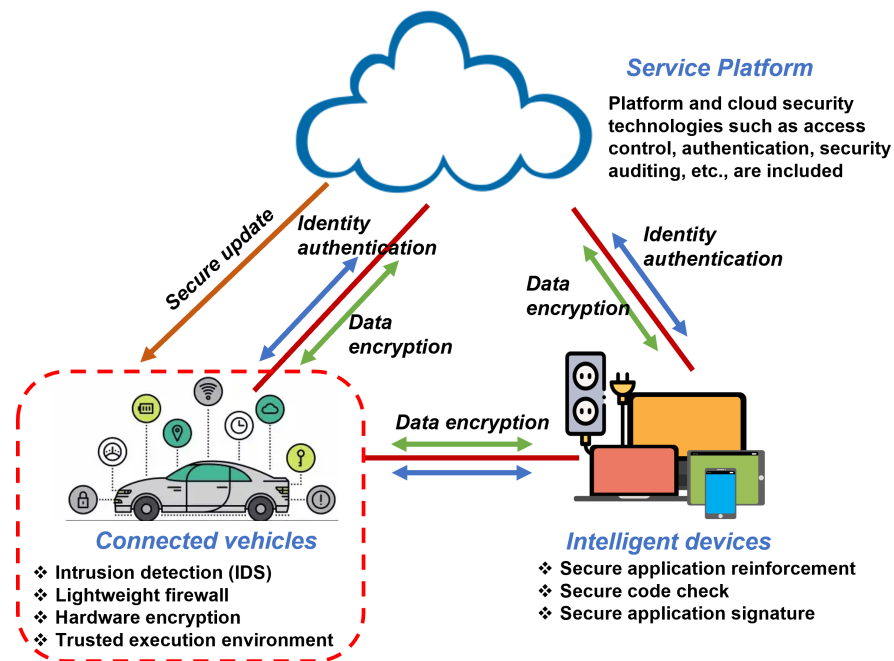 Service Platform
Platform and cloud security
technologies such as access
control, authentication, security
auditing, etc., are included
Secure update
Identity
authentication
Data
encryption
Identity
authentication
Data
encryption
Data encryption
Connected vehicles
❖ Intrusion detection (IDS)
❖ Lightweight firewall
❖ Hardware encryption
❖ Trusted execution environment
Intelligent devices
❖ Secure application reinforcement
❖ Secure code check
❖ Secure application signature